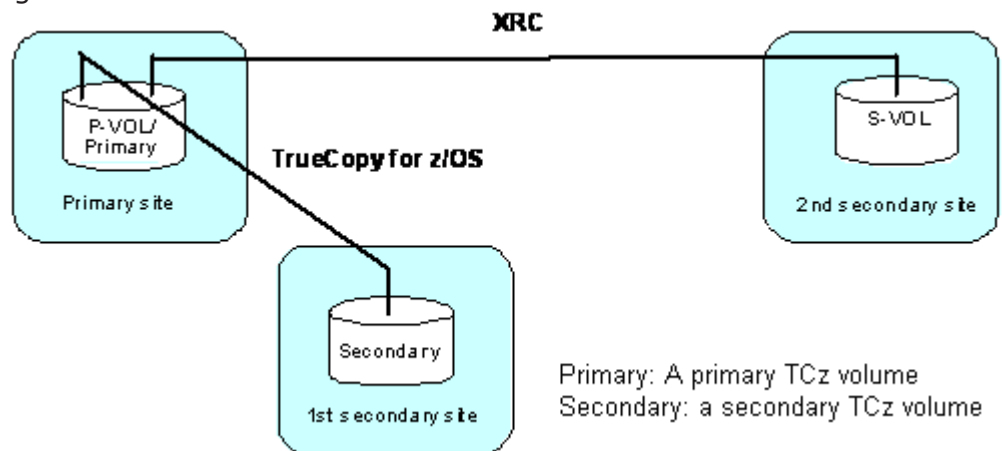 XRC
P-VOL/
Primary
S-VOL
TrueCopy for z/OS
Primary site
2nd secondary site
Secondary
1st secondary site
Primary: A primary TCz volume
Secondary: a secondary TCz volume